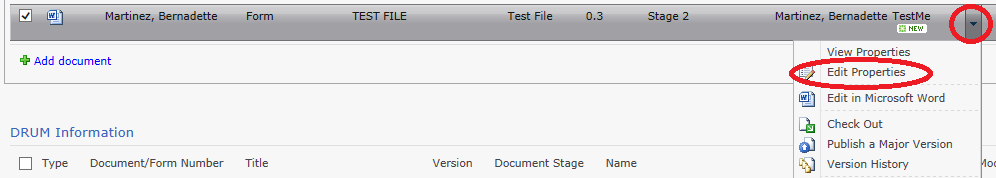 Martinez, Bernadette Form TEST FILE Test File 0.3 Stage 2 Martinez, Bernadette TestMe
NEW
View Properties
Edit Properties
Add document
Edit in Microsoft Word
Check Out
DRUM Information
Publish a Major Version
Type Document/Form Number Title Version Document Stage Name
Version History